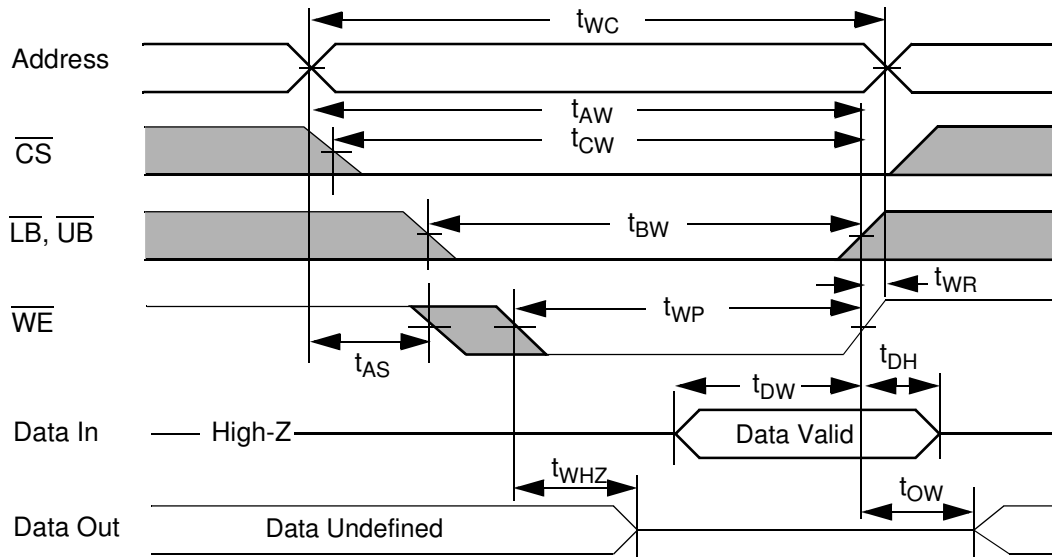 tWC
Address
tAW
CS
tCW
LB, UB
tBW
tWR
WE
tWP
tAS
tDH
tDW
Data In
High-Z
Data Valid
tWHZ
tOW
Data Out
Data Undefined